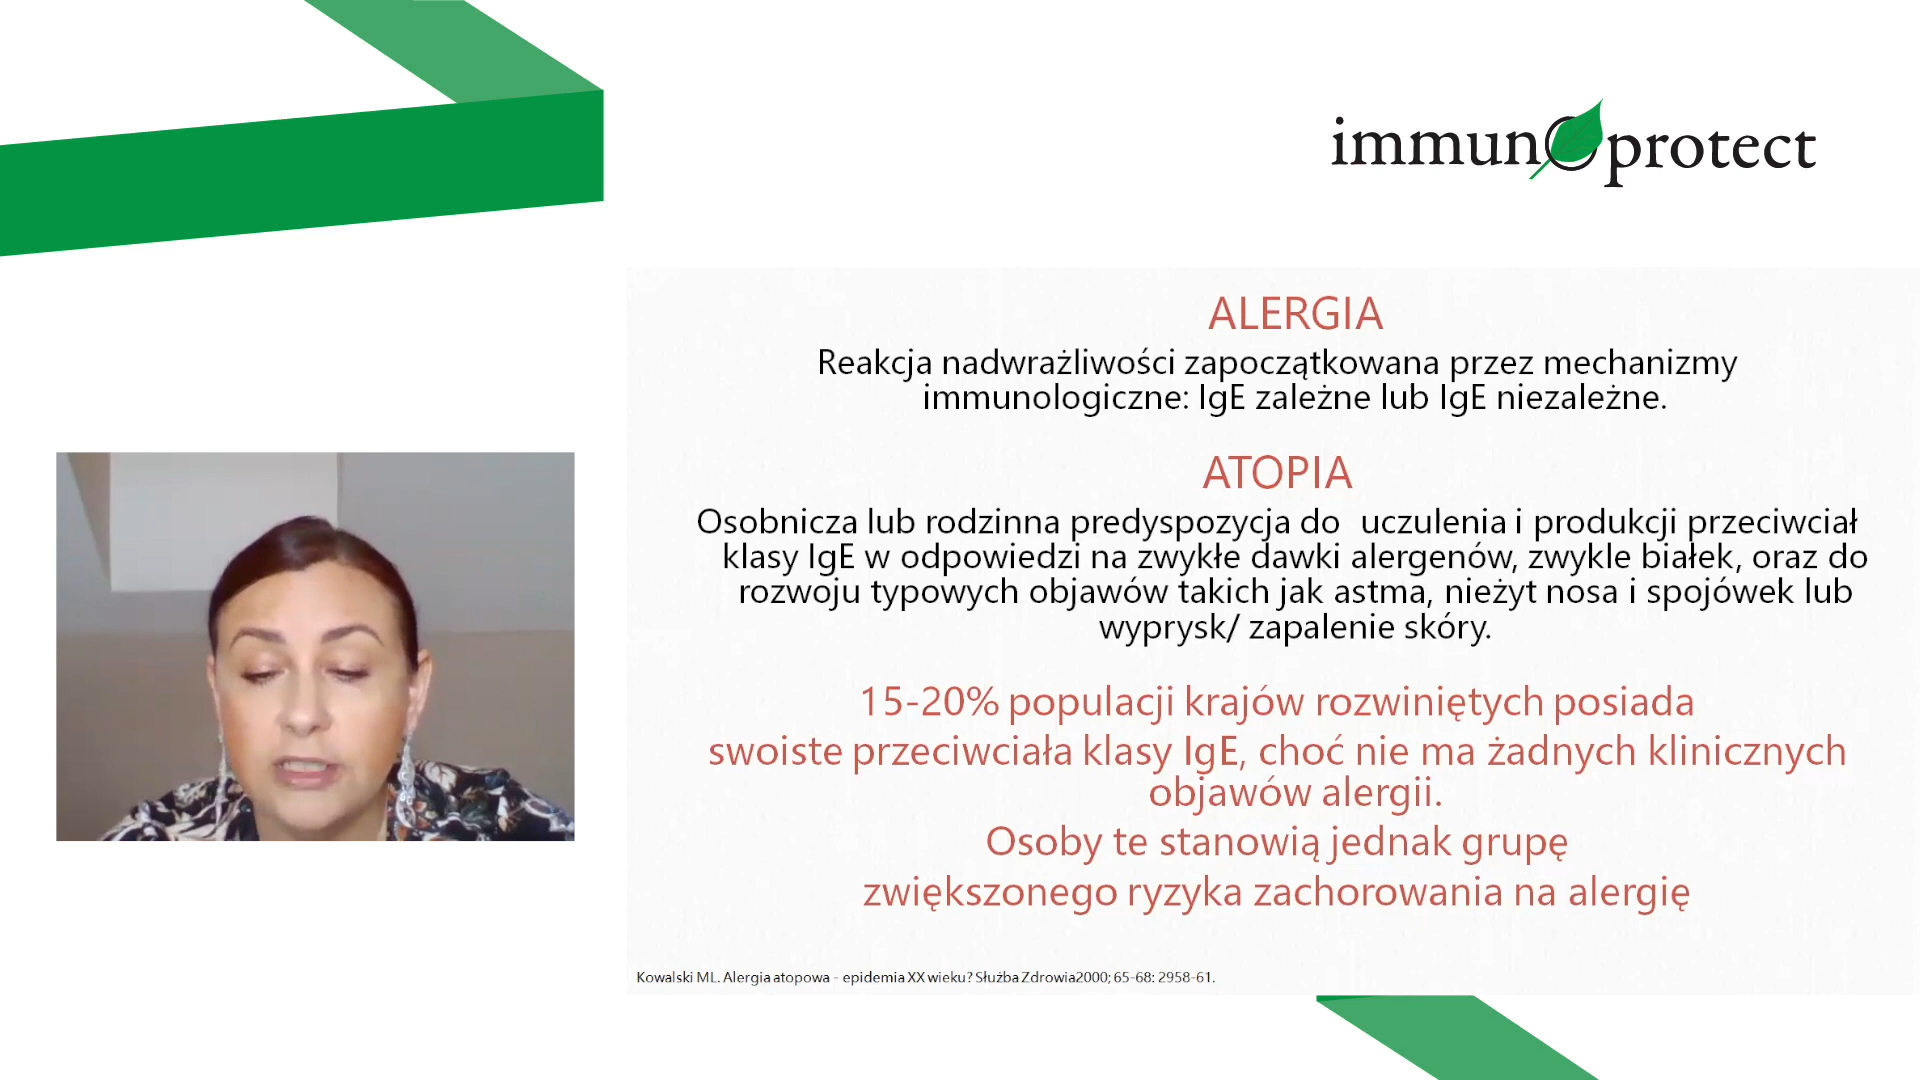 immunoprotect
ALERGIA
Reakcja nadwrażliwości zapoczątkowana przez mechanizmy
immunologiczne: IgE zależne lub IgE niezależne.
ATOPIA
Osobnicza lub rodzinna predyspozycja do uczulenia i produkcji przeciwciał
klasy IgE w odpowiedzi na zwykłe dawki alergenów, zwykle białek, oraz do
rozwoju typowych objawów takich jak astma, nieżyt nosa i spojówek lub
wyprysk/ zapalenie skóry.
15-20% populacji krajów rozwiniętych posiada
swoiste przeciwciała klasy IgE, choć nie ma żadnych klinicznych
objawów alergii.
Osoby te stanowią jednak grupę
zwiększonego ryzyka zachorowania na alergię
Kowalski ML. Alergia atopowa - epidemia XX wieku? Służba Zdrowia2000; 65-68: 2958-61.